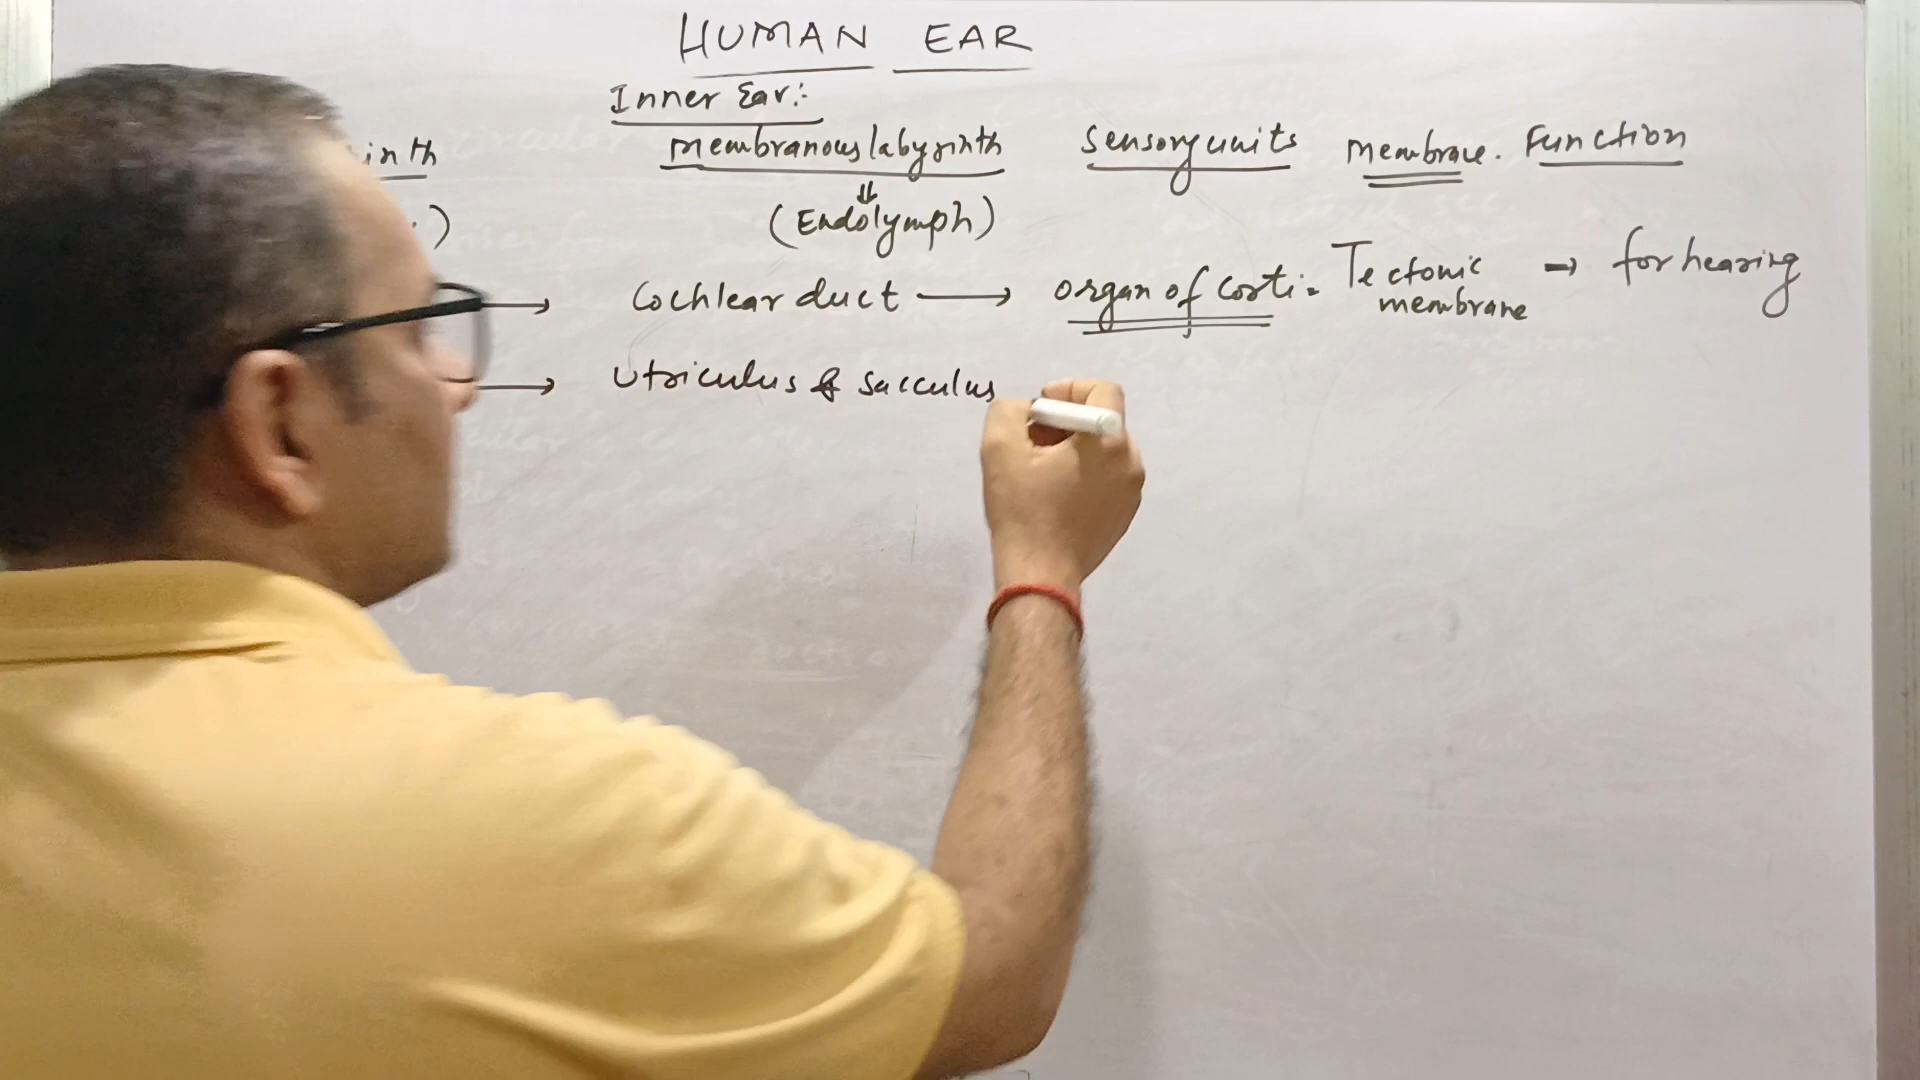 HUMAN EAR
Inner Ear:-
inth membranous labyrinth Sensory units Membrane. Function
) (Endolymph)
→ Cochlear duct → Organ of corti = Tectonic membrane → for hearing
→ Utriculus & Sacculus